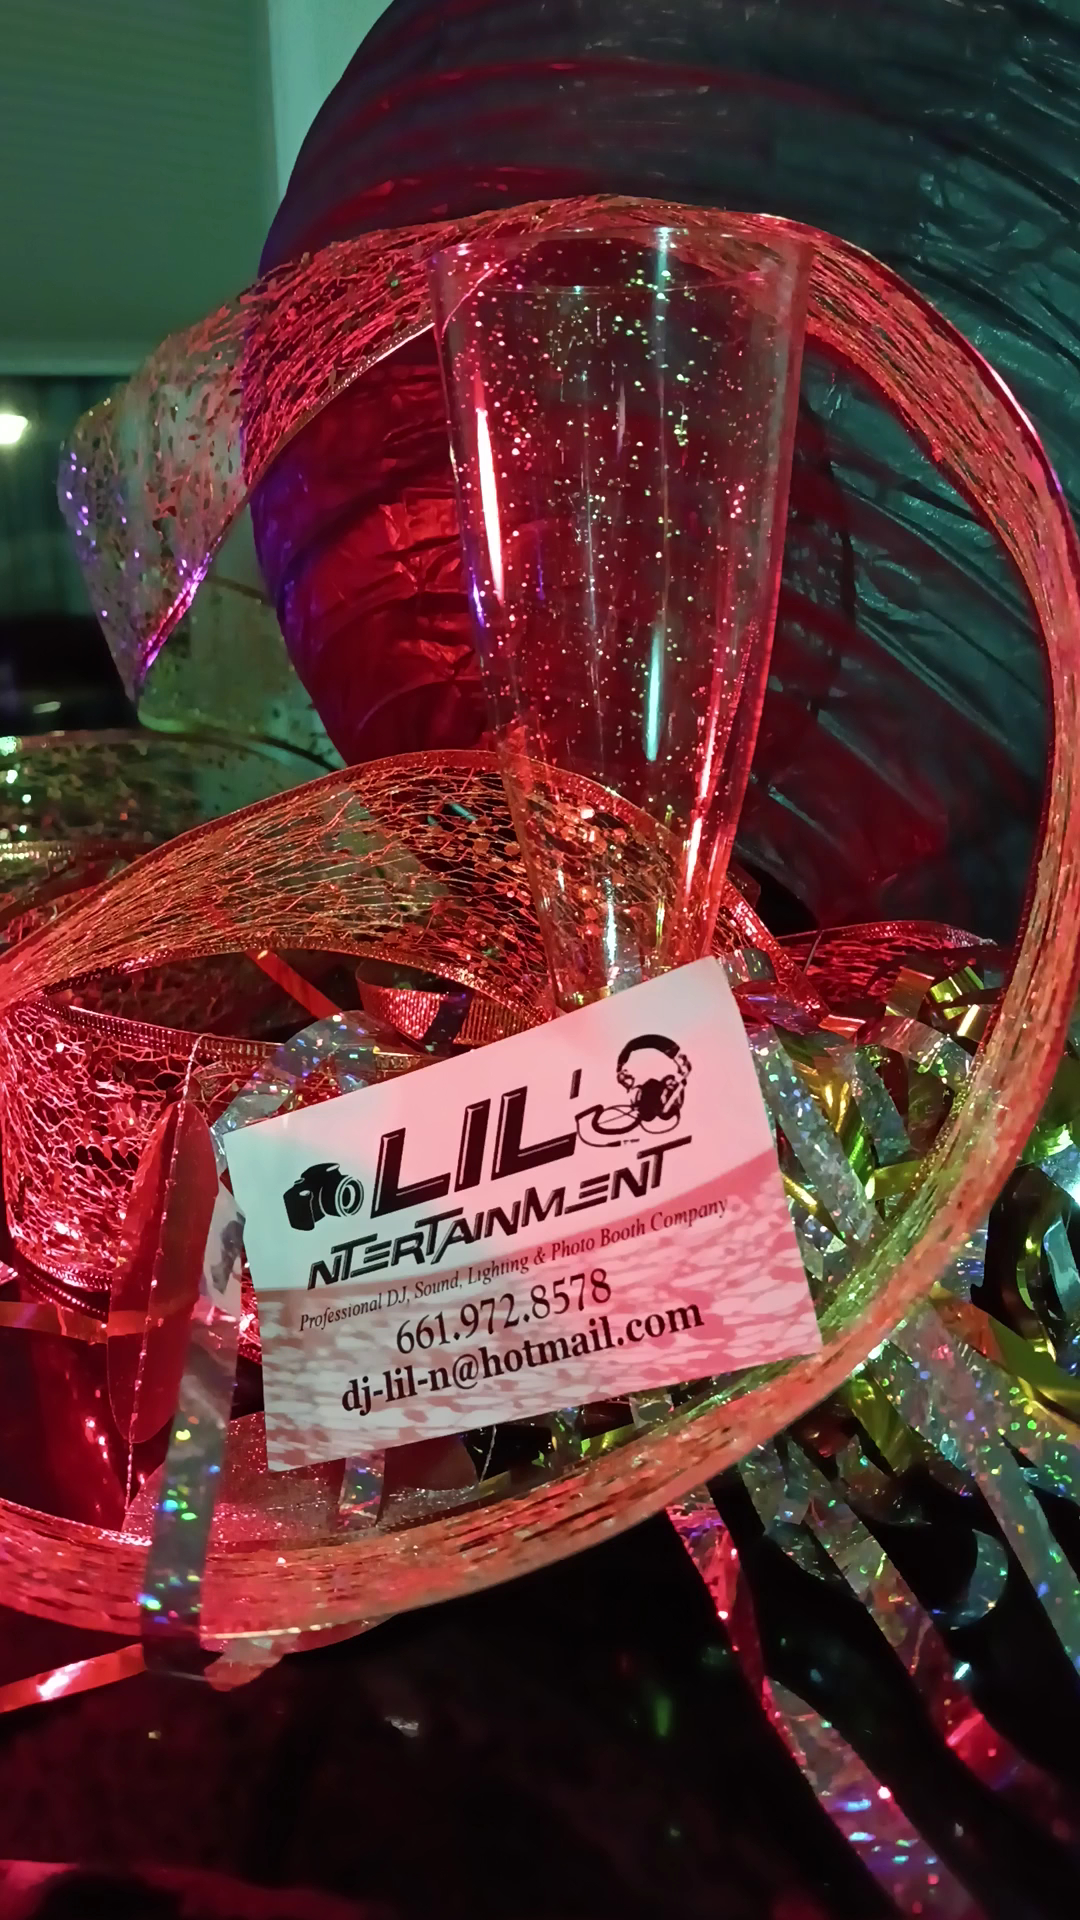 LIL'S
NTERTAINMENT
Professional DJ, Sound, Lighting & Photo Booth Company
661.972.8578
dj-lil-n@hotmail.com